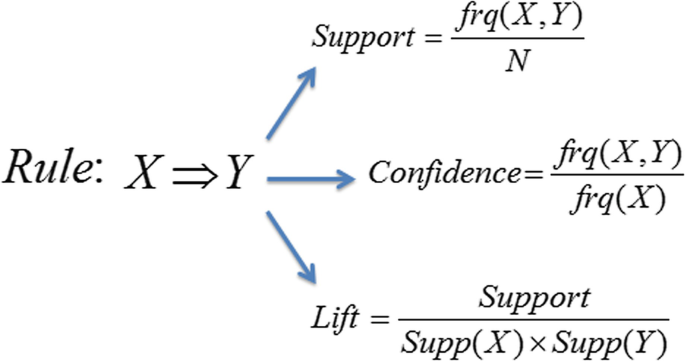 Support = frq(X,Y) / N
Rule: X ⇒ Y
Confidence = frq(X,Y) / frq(X)
Lift = Support / Supp(X) × Supp(Y)